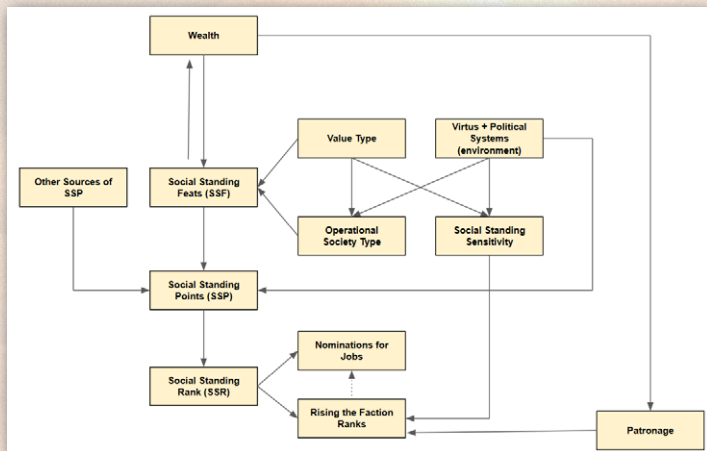 Wealth
Value Type
Virtus + Political
Systems
(environment)
Other Sources of
SSP
Social Standing
Feats (SSF)
Operational
Society Type
Social Standing
Sensitivity
Social Standing
Points (SSP)
Nominations for
Jobs
Social Standing
Rank (SSR)
Rising the Faction
Ranks
Patronage